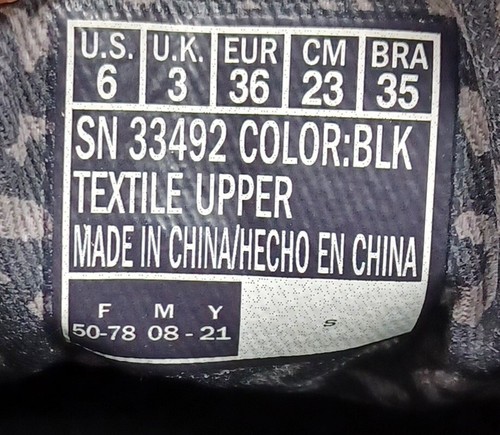 U.S. U.K. EUR CM BRA
6 3 36 23 35
SN 33492 COLOR:BLK
TEXTILE UPPER
MADE IN CHINA/HECHO EN CHINA
F M Y
50-78 08 - 21
S